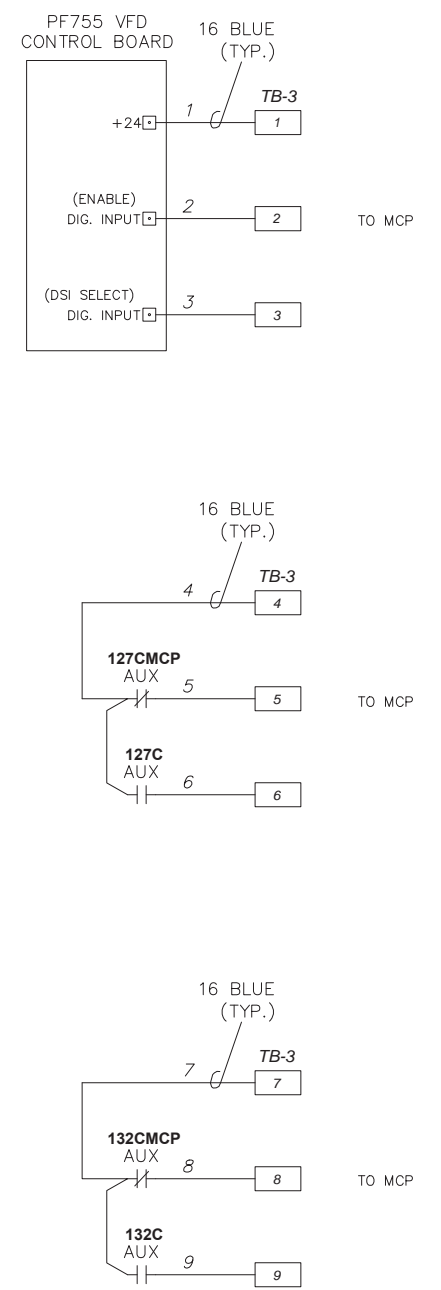 PF755 VFD
CONTROL BOARD
16 BLUE
(TYP.)
TB-3
+24
1
1
(ENABLE)
DIG. INPUT
2
2
TO MCP
(DSI SELECT)
DIG. INPUT
3
3
16 BLUE
(TYP.)
TB-3
4
4
127CMCP
AUX
5
5
TO MCP
127C
AUX
6
6
16 BLUE
(TYP.)
TB-3
7
7
132CMCP
AUX
8
8
TO MCP
132C
AUX
9
9